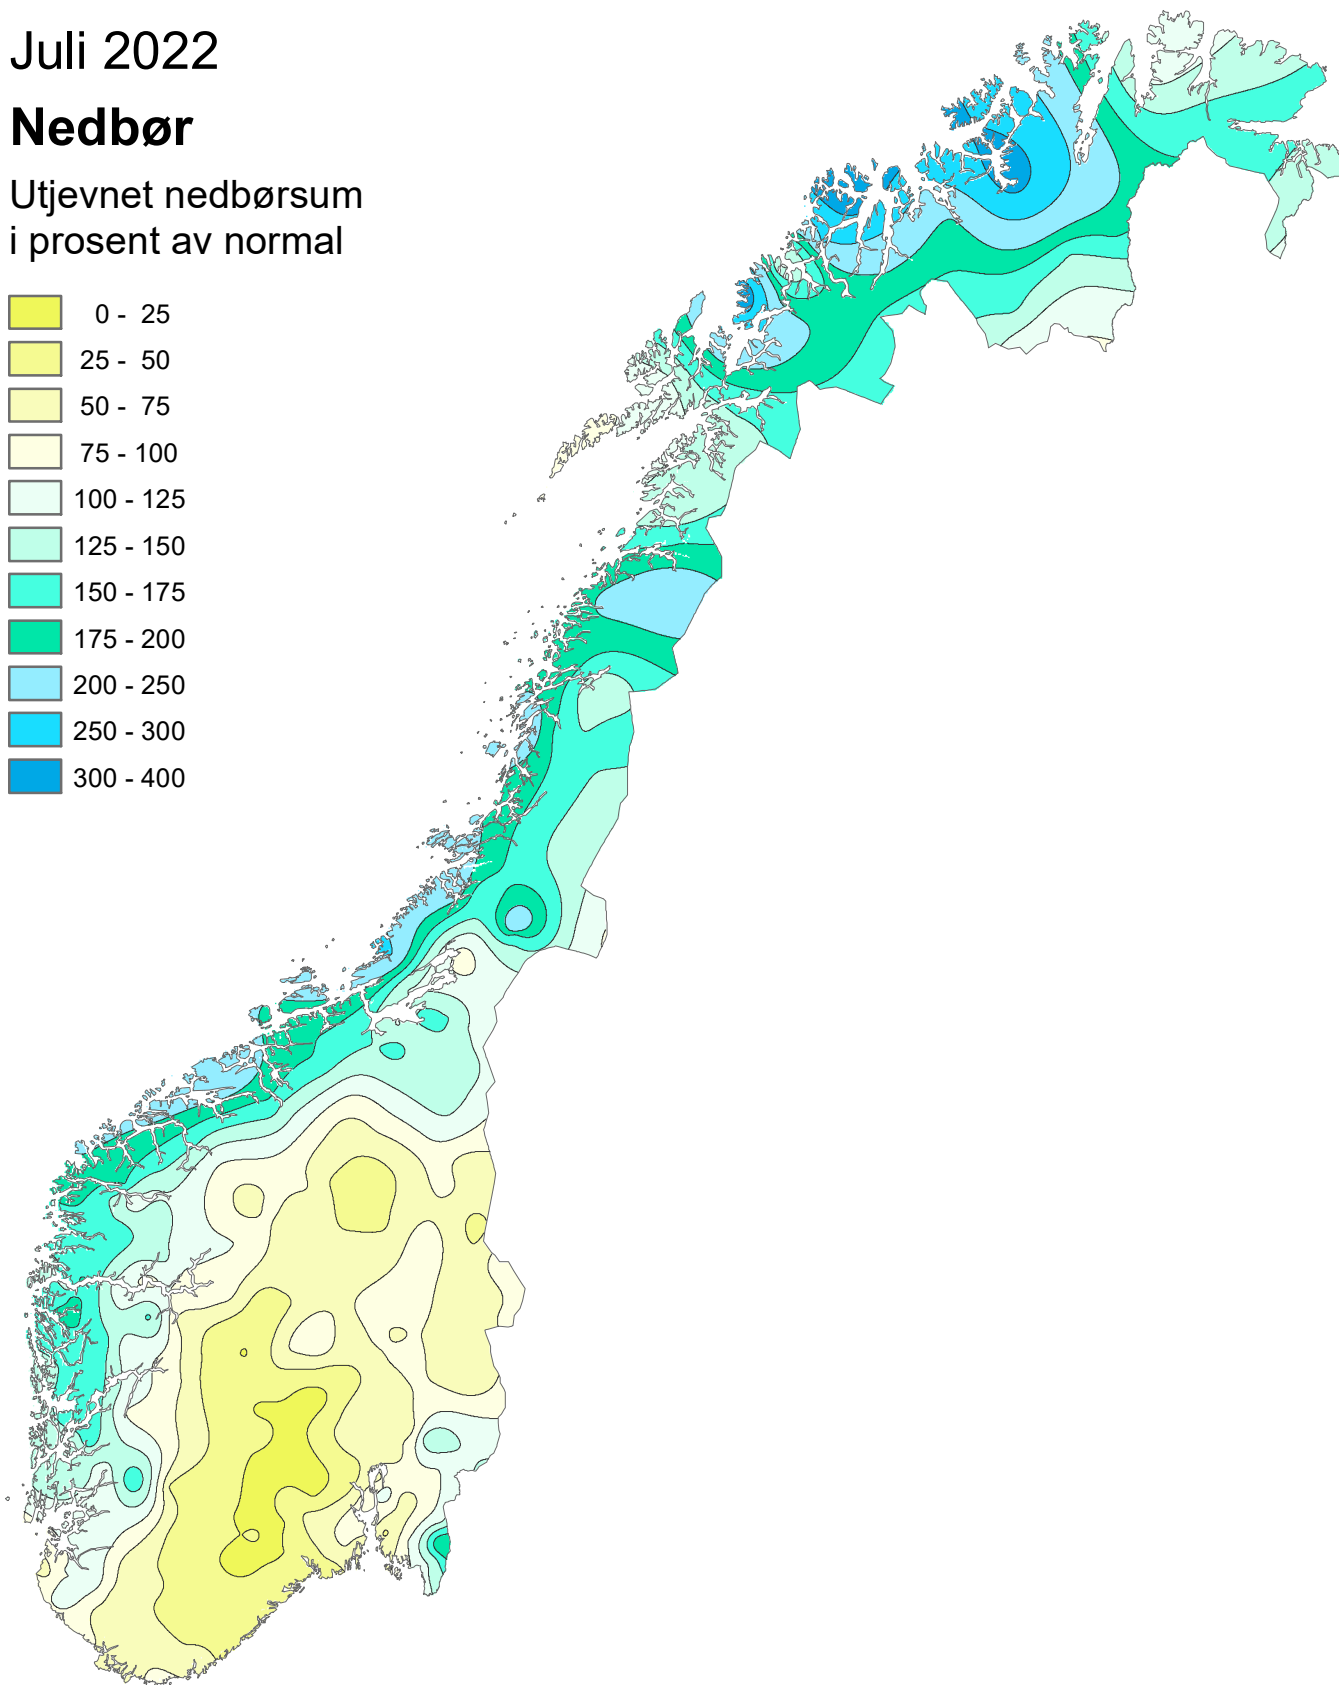 Juli 2022
Nedbør
Utjevnet nedbørsum
i prosent av normal
0 - 25
25 - 50
50 - 75
75 - 100
100 - 125
125 - 150
150 - 175
175 - 200
200 - 250
250 - 300
300 - 400